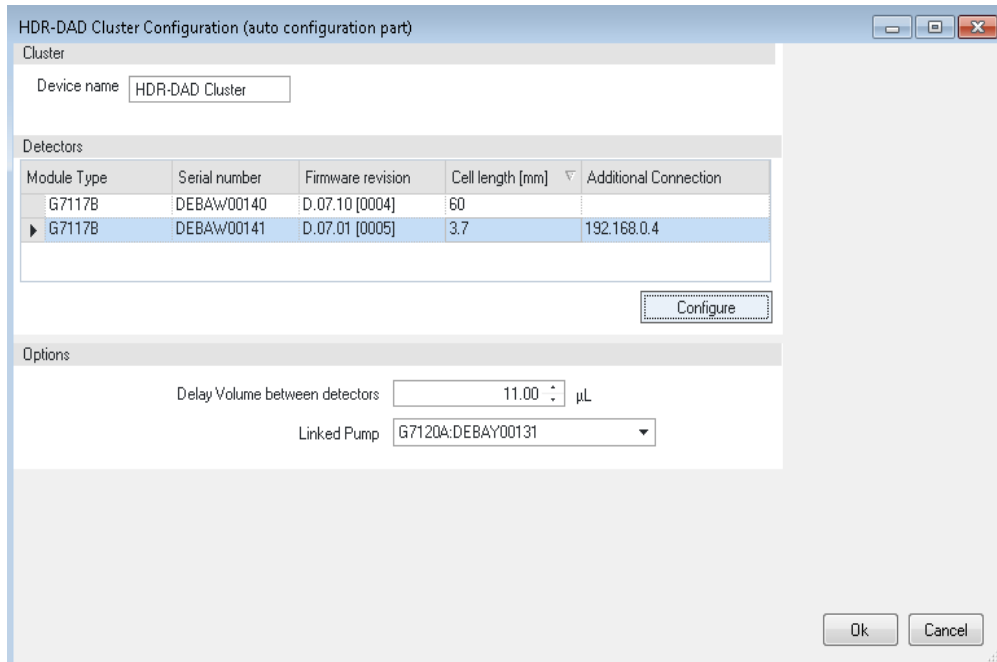 HDR-DAD Cluster Configuration (auto configuration part)
Cluster
Device name HDR-DAD Cluster
Detectors
Module Type Serial number Firmware revision Cell length [mm] Additional Connection
G7117B DEBAW00140 D.07.10 [0004] 60
G7117B DEBAW00141 D.07.01 [0005] 3.7 192.168.0.4
Configure
Options
Delay Volume between detectors 11.00 µL
Linked Pump G7120A:DEBAY00131
Ok Cancel